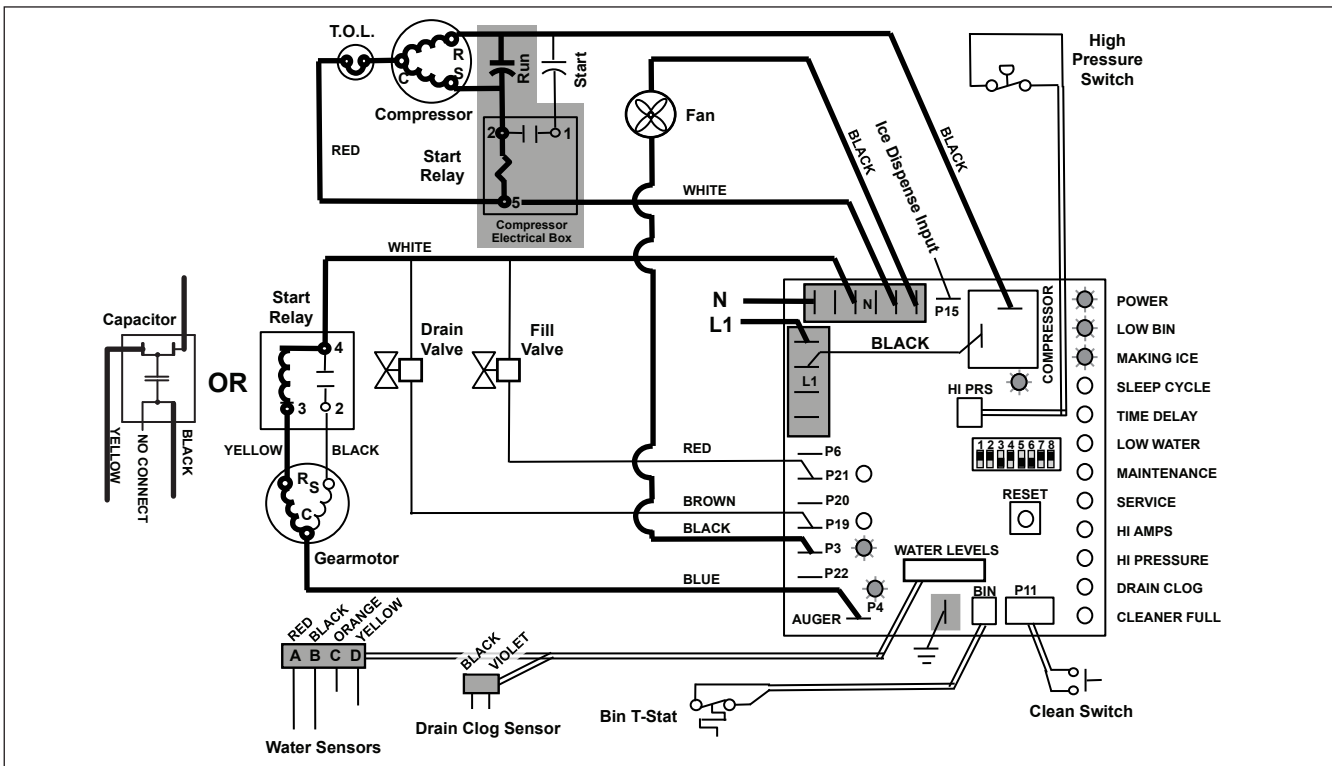 T.O.L.
R
S
C
Compressor
Run
Start
RED
2
1
Start
Relay
5
Compressor
Electrical Box
WHITE
Fan
BLACK
Ice Dispense Input
BLACK
High
Pressure
Switch
WHITE
Capacitor
YELLOW
NO CONNECT
BLACK
OR
Start
Relay
4
3
2
YELLOW
BLACK
R
S
C
Gearmotor
Drain
Valve
Fill
Valve
N
L1
N
L1
BLACK
P15
COMPRESSOR
HI PRS
1 2 3 4 5 6 7 8
RESET
POWER
LOW BIN
MAKING ICE
SLEEP CYCLE
TIME DELAY
LOW WATER
MAINTENANCE
SERVICE
HI AMPS
HI PRESSURE
DRAIN CLOG
CLEANER FULL
RED
BROWN
BLACK
BLUE
P6
P21
P20
P19
P3
P22
P4
AUGER
WATER LEVELS
BIN
P11
RED
BLACK
ORANGE
YELLOW
A B C D
Water Sensors
BLACK
VIOLET
Drain Clog Sensor
Bin T-Stat
Clean Switch